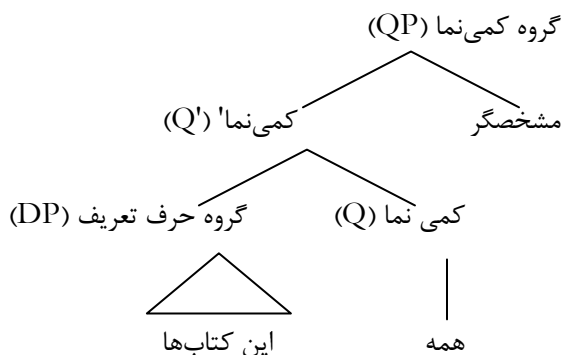 گروه کمی‌نما (QP)
مشخصگر کمی‌نما' (Q')
کمی نما (Q) گروه حرف تعریف (DP)
همه این کتاب‌ها